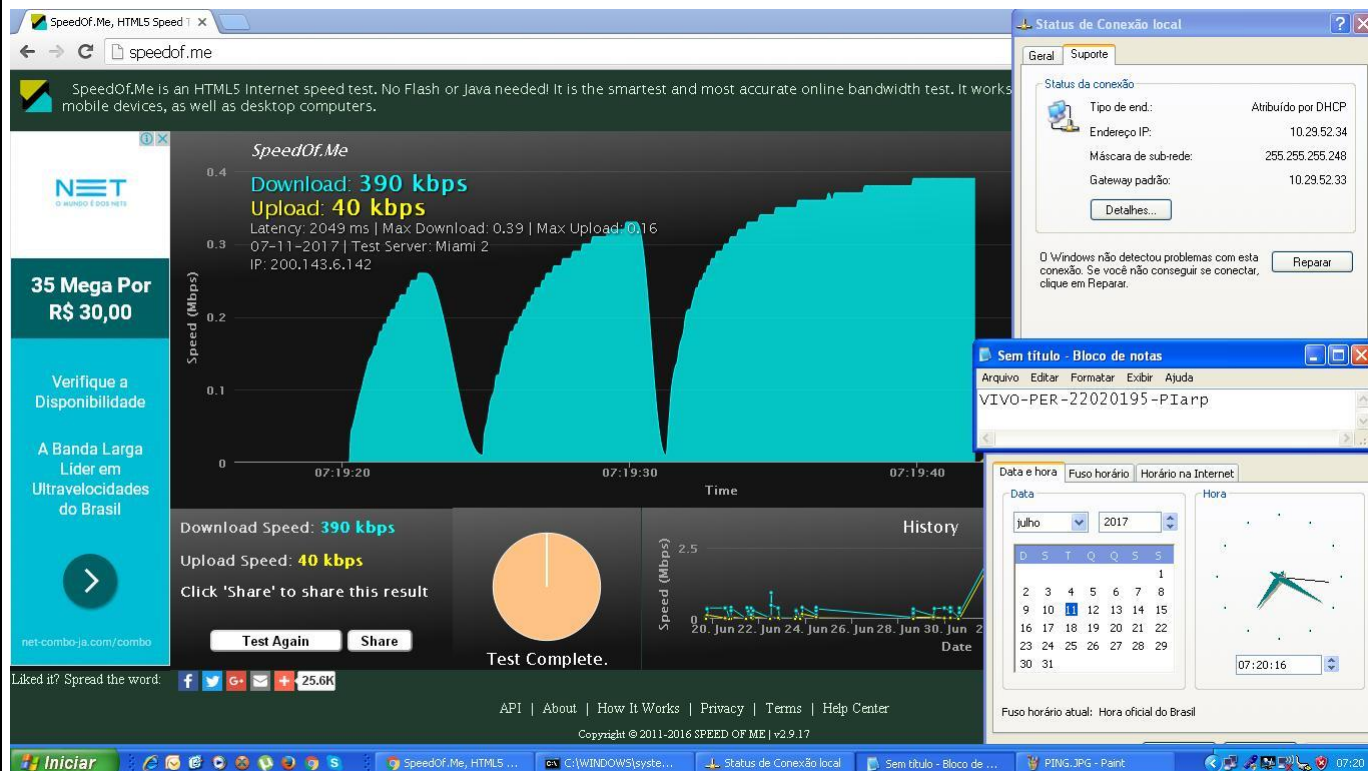 SpeedOf.Me, HTML5 Speed T
speedof.me
SpeedOf.Me is an HTML5 Internet speed test. No Flash or Java needed! It is the smartest and most accurate online bandwidth test. It works
mobile devices, as well as desktop computers.
NET
O MUNDO É DOS NETS
35 Mega Por
R$ 30,00
Verifique a
Disponibilidade
A Banda Larga
Líder em
Ultravelocidades
do Brasil
net-combo-ja.com/combo
SpeedOf.Me
Download: 390 kbps
Upload: 40 kbps
Latency: 2049 ms | Max Download: 0.39 | Max Upload: 0.16
07-11-2017 | Test Server: Miami 2
IP: 200.143.6.142
Speed (Mbps)
0.4
0.3
0.2
0.1
0
07:19:20
07:19:30
07:19:40
Time
Download Speed: 390 kbps
Upload Speed: 40 kbps
Click 'Share' to share this result
Test Again
Share
Test Complete.
History
Speed (Mbps)
2.5
0
20. Jun 22. Jun 24. Jun 26. Jun 28. Jun 30. Jun 2
Date
Liked it? Spread the word:
25.6K
API | About | How It Works | Privacy | Terms | Help Center
Copyright © 2011-2016 SPEED OF ME | v2.9.17
Status de Conexão local
Geral
Suporte
Status da conexão
Tipo de end.: Atribuído por DHCP
Endereço IP: 10.29.52.34
Máscara de sub-rede: 255.255.255.248
Gateway padrão: 10.29.52.33
Detalhes...
O Windows não detectou problemas com esta
conexão. Se você não conseguir se conectar,
clique em Reparar.
Reparar
Sem título - Bloco de notas
Arquivo Editar Formatar Exibir Ajuda
VIVO-PER-22020195-PIarp
Data e hora
Fuso horário
Horário na Internet
Data
Hora
julho
2017
D S T Q Q S S
1
2 3 4 5 6 7 8
9 10 11 12 13 14 15
16 17 18 19 20 21 22
23 24 25 26 27 28 29
30 31
07:20:16
Fuso horário atual: Hora oficial do Brasil
Iniciar
SpeedOf.Me, HTML5 ...
C:\WINDOWS\syste...
Status de Conexão local
Sem título - Bloco de ...
PING.JPG - Paint
07:20